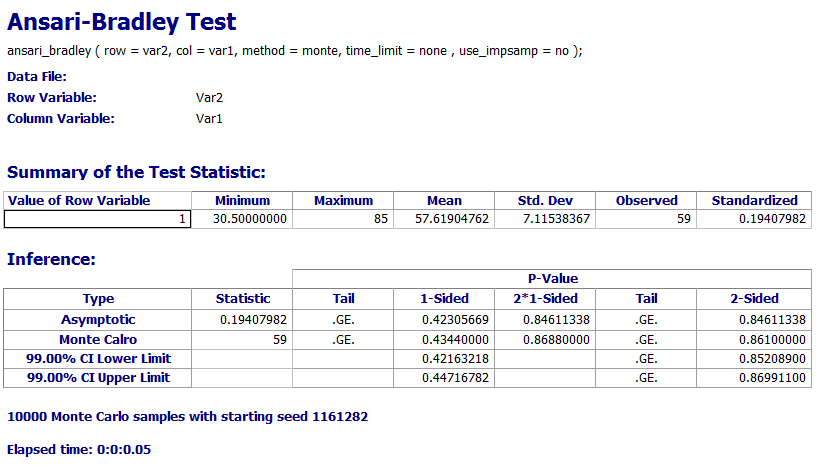 Ansari-Bradley Test
ansari_bradley ( row = var2, col = var1, method = monte, time_limit = none , use_impsamp = no );
Data File:
Row Variable: Var2
Column Variable: Var1
Summary of the Test Statistic:
Value of Row Variable Minimum Maximum Mean Std. Dev Observed Standardized
1 30.50000000 85 57.61904762 7.11538367 59 0.19407982
Inference:
P-Value
Type Statistic Tail 1-Sided 2*1-Sided Tail 2-Sided
Asymptotic 0.19407982 .GE. 0.42305669 0.84611338 .GE. 0.84611338
Monte Calro 59 .GE. 0.43440000 0.86880000 .GE. 0.86100000
99.00% CI Lower Limit 0.42163218 .GE. 0.85208900
99.00% CI Upper Limit 0.44716782 .GE. 0.86991100
10000 Monte Carlo samples with starting seed 1161282
Elapsed time: 0:0:0.05